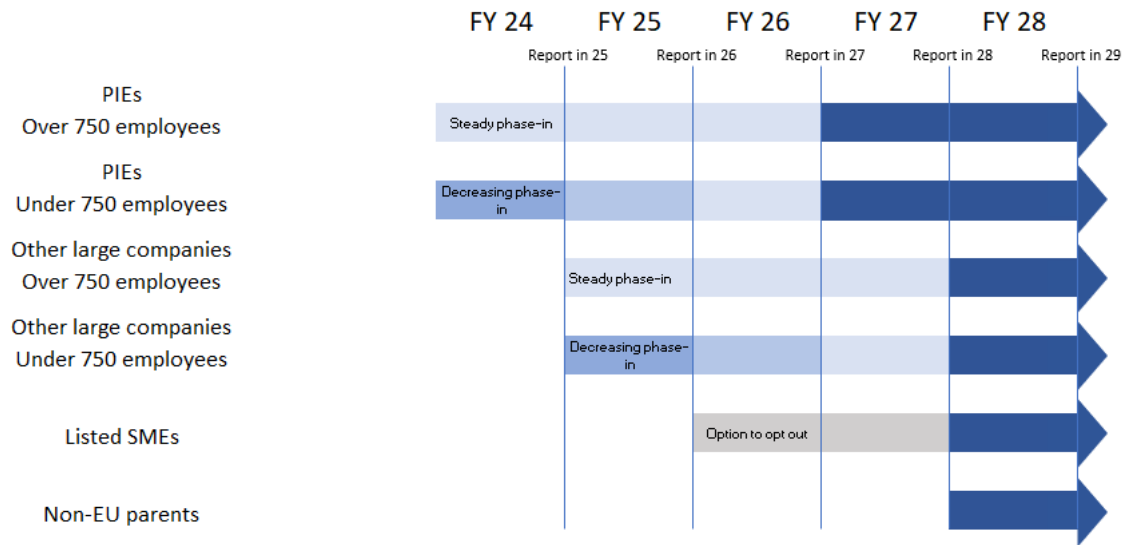 FY 24 FY 25 FY 26 FY 27 FY 28
Report in 25 Report in 26 Report in 27 Report in 28 Report in 29
PIEs
Over 750 employees
Steady phase-in
PIEs
Under 750 employees
Decreasing phase-
in
Other large companies
Over 750 employees
Steady phase-in
Other large companies
Under 750 employees
Decreasing phase-
in
Listed SMEs
Option to opt out
Non-EU parents